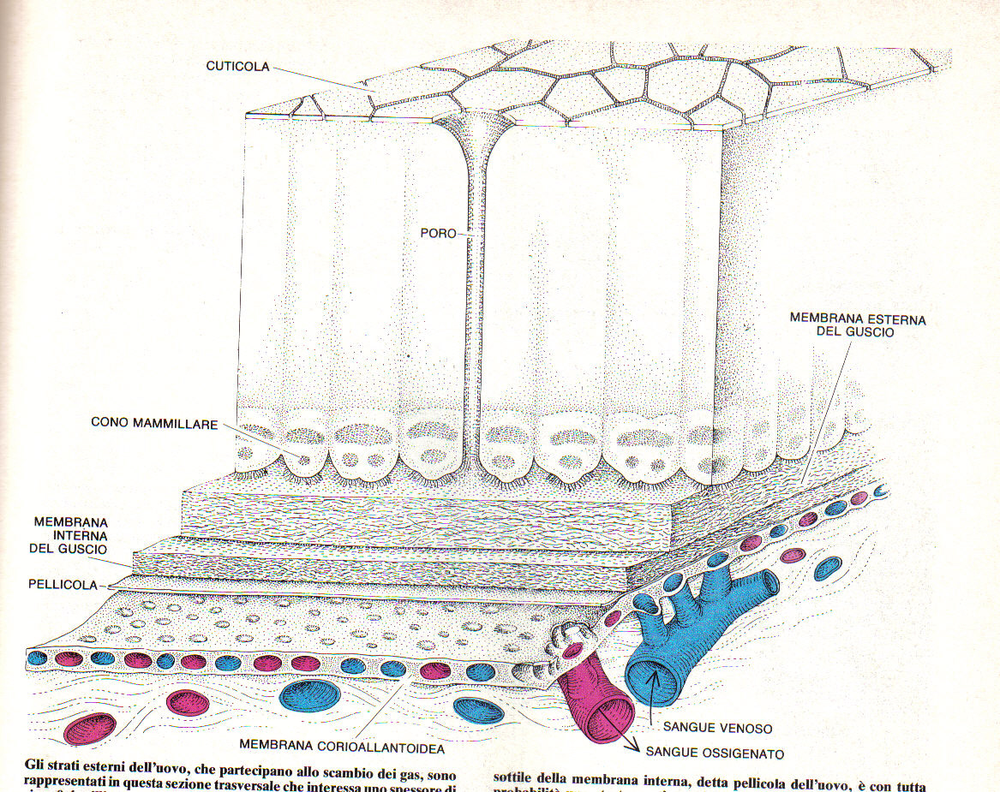 CUTICOLA
PORO
MEMBRANA ESTERNA
DEL GUSCIO
CONO MAMMILLARE
MEMBRANA
INTERNA
DEL GUSCIO
PELLICOLA
SANGUE VENOSO
MEMBRANA CORIOALLANTOIDEA
SANGUE OSSIGENATO
Gli strati esterni dell'uovo, che partecipano allo scambio dei gas, sono
rappresentati in questa sezione trasversale che interessa uno spessore di
sottile della membrana interna, detta pellicola dell'uovo, è con tutta